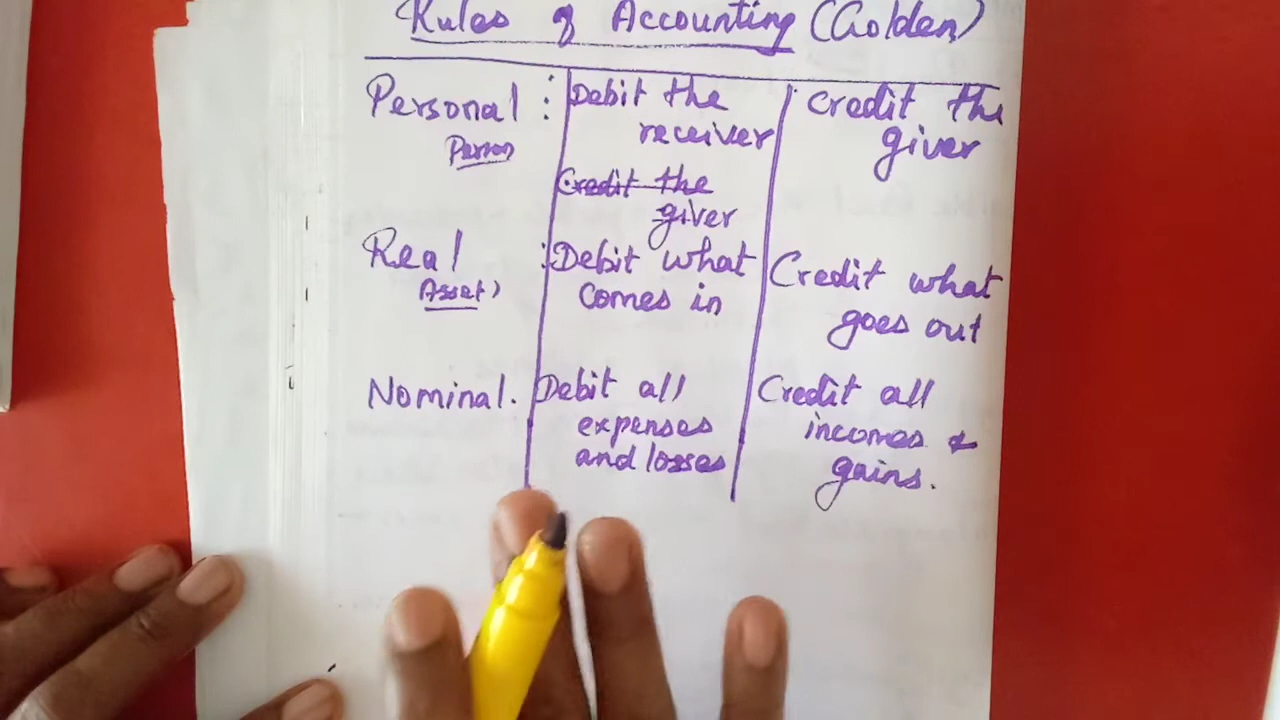 Rules of Accounting (Golden)
Personal : Debit the receiver Credit the giver
Person
Credit the giver
Real : Debit what comes in Credit what goes out
Asset)
Nominal. Debit all expenses and losses Credit all incomes & gains.